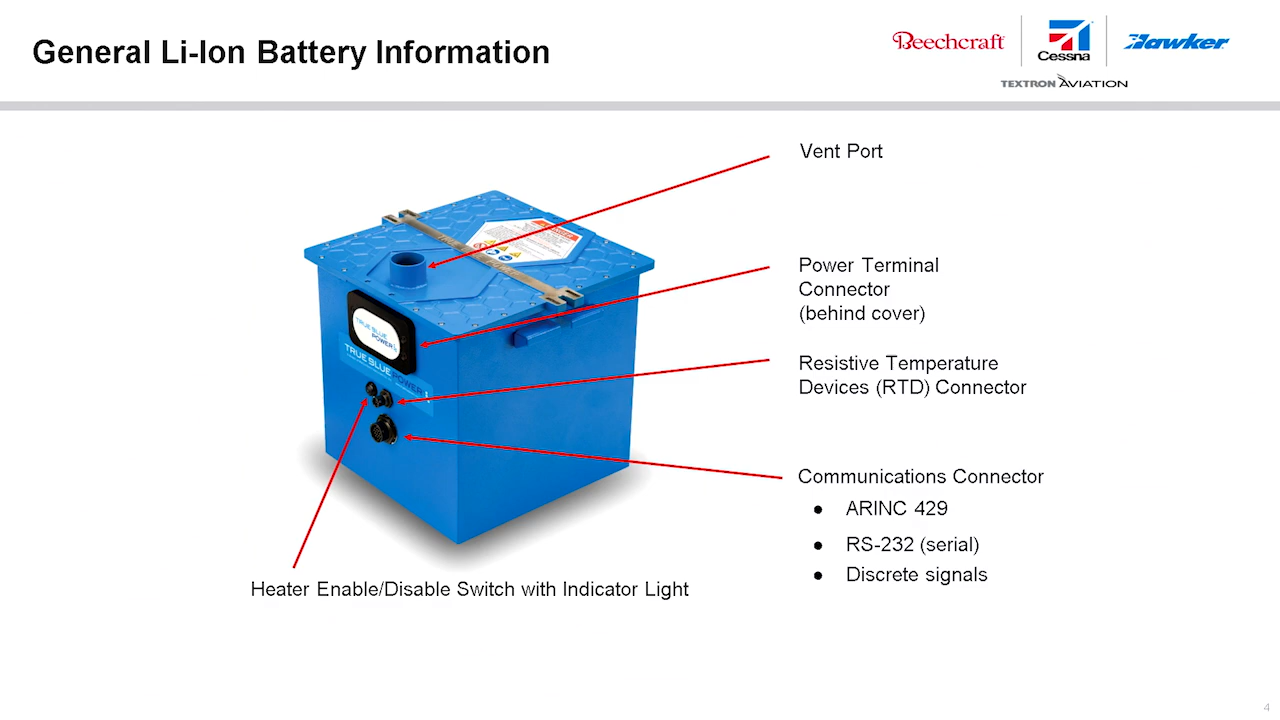 General Li-Ion Battery Information
Beechcraft
Cessna
Hawker
TEXTRON AVIATION
Vent Port
Power Terminal
Connector
(behind cover)
Resistive Temperature
Devices (RTD) Connector
Communications Connector
● ARINC 429
● RS-232 (serial)
● Discrete signals
Heater Enable/Disable Switch with Indicator Light
DANGER
TRUE BLUE
POWER
TRUE BLUE POWER
4